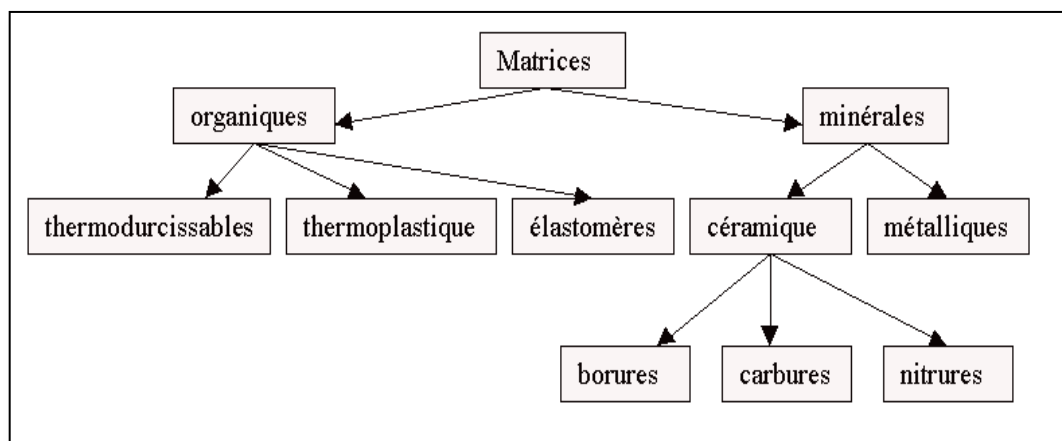 Matrices
organiques
minérales
thermodurcissables
thermoplastique
élastomères
céramique
métalliques
borures
carbures
nitrures